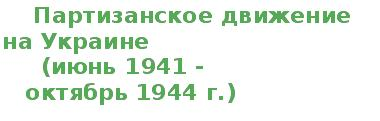 Партизанское движение
на Украине
(июнь 1941 -
октябрь 1944 г.)